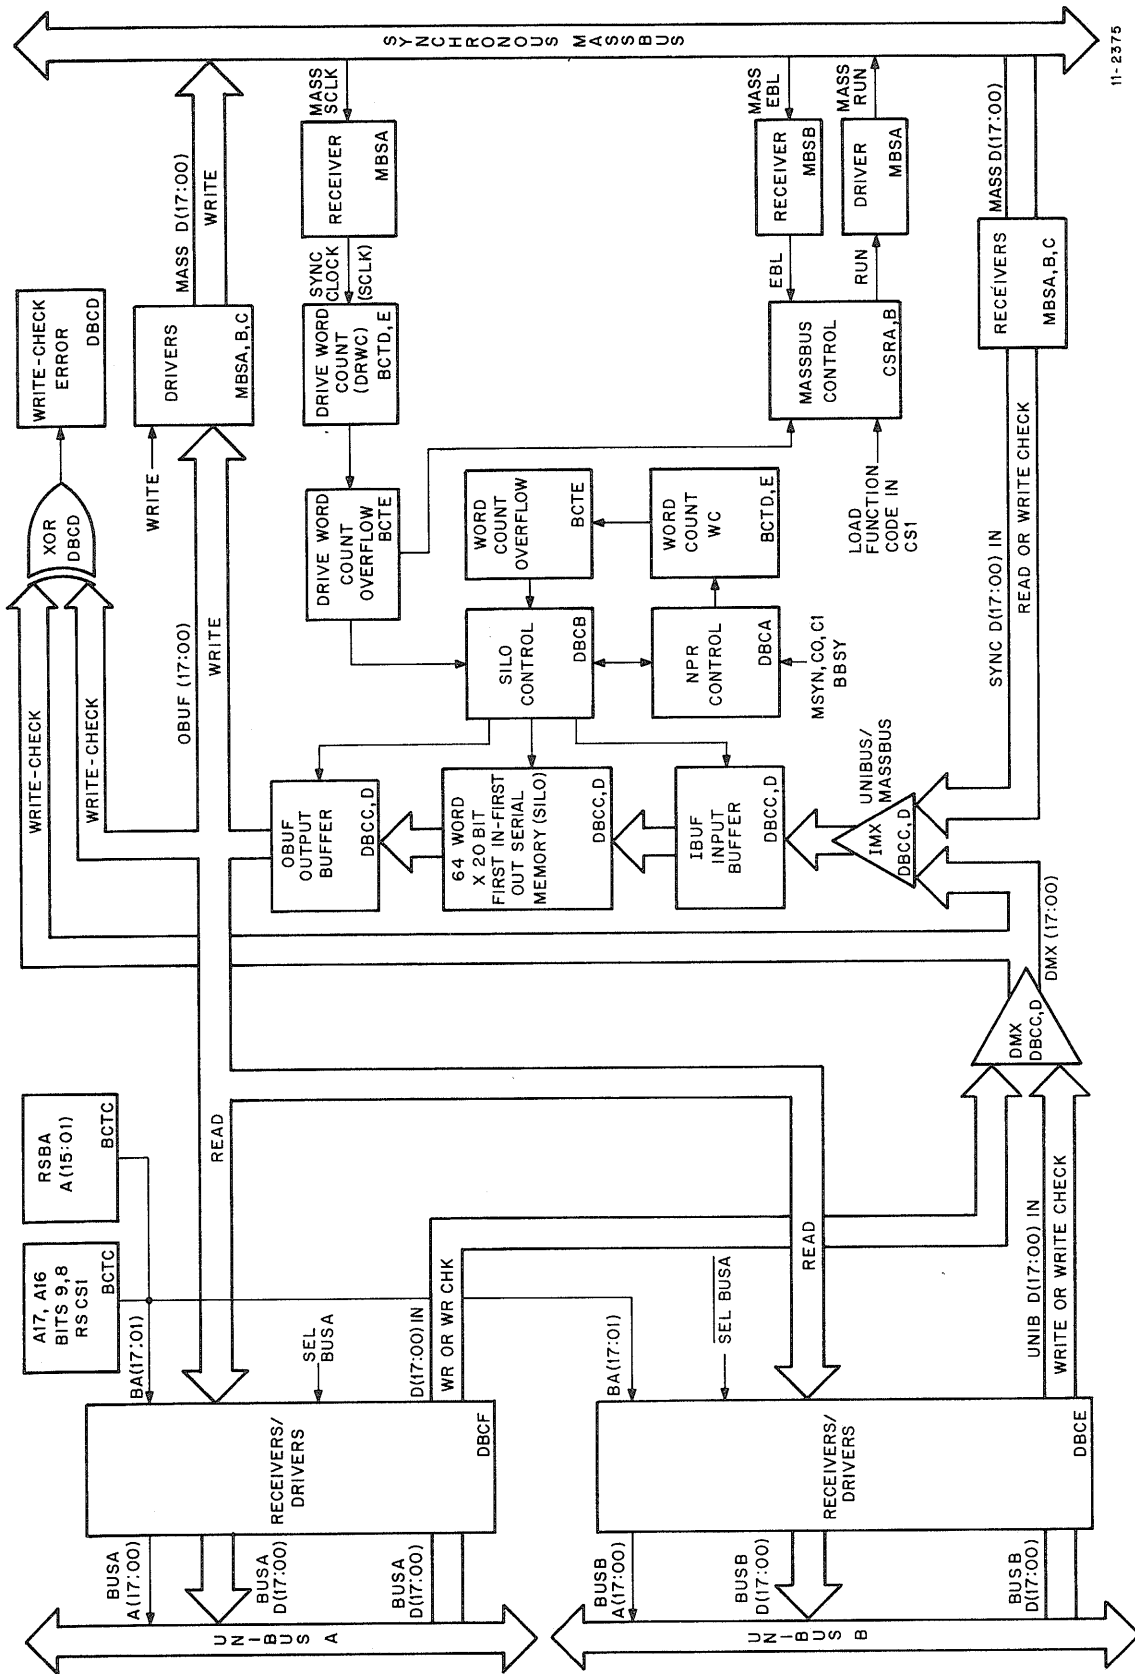 UNIBUS A
BUSA
A(17:00)
BUSA
D(17:00)
BUSA
D(17:00)
RECEIVERS/
DRIVERS
DBCF
A17, A16
BITS 9,8
RSCS1
BCTC
RSBA
A(15:01)
BCTC
BA(17:01)
SEL
BUSA
D(17:00) IN
WR OR WR CHK
READ
UNIBUS B
BUSB
A(17:00)
BUSB
D(17:00)
BUSB
D(17:00)
RECEIVERS/
DRIVERS
DBCE
BA(17:01)
SEL BUSA
READ
UNIB D(17:00) IN
WRITE OR WRITE CHECK
DMX
DBCC,D
DMX (17:00)
IMX
DBCC,D
UNIBUS/
MASSBUS
IBUF
INPUT
BUFFER
DBCC,D
64 WORD
X 20 BIT
FIRST IN-FIRST
OUT SERIAL
MEMORY (SILO)
DBCC,D
OBUF
OUTPUT
BUFFER
DBCC,D
WRITE-CHECK
WRITE-CHECK
OBUF (17:00)
WRITE
XOR
DBCD
WRITE-CHECK
ERROR
DBCD
WRITE
DRIVERS
MBSA, B, C
MASS D(17:00)
WRITE
SILO
CONTROL
DBCB
NPR
CONTROL
DBCA
MSYN, C0, C1
BBSY
WORD
COUNT
OVERFLOW
BCTE
WORD
COUNT
WC
BCTD, E
DRIVE WORD
COUNT
OVERFLOW
BCTE
DRIVE WORD
COUNT
(DRWC)
BCTD, E
SYNC
CLOCK
(SCLK)
RECEIVER
MBSA
MASS
SCLK
LOAD
FUNCTION
CODE IN
CS1
MASSBUS
CONTROL
CSRA, B
EBL
RUN
RECEIVER
MBSB
DRIVER
MBSA
MASS
EBL
MASS
RUN
SYNC D(17:00) IN
READ OR WRITE CHECK
RECEIVERS
MBSA, B, C
MASS D(17:00)
SYNCHRONOUS MASSBUS
11-2375